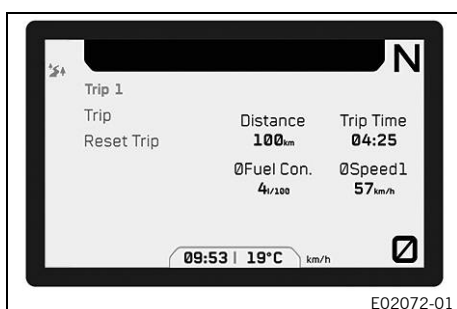 N
Trip 1
Trip
Reset Trip
Distance
100km
Trip Time
04:25
ØFuel Con.
4l/100
ØSpeed1
57km/h
09:53 | 19°C km/h
0
E02072-01